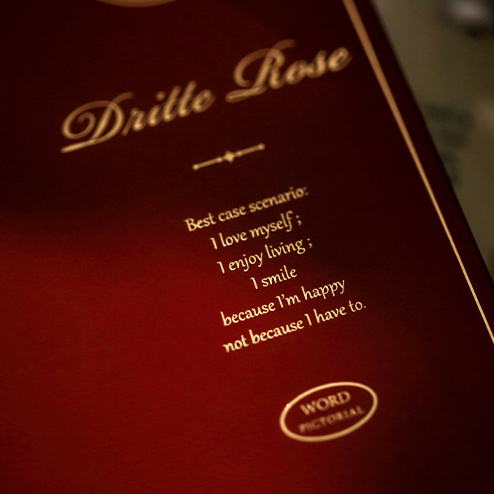 Dritte Rose
Best case scenario:
I love myself ;
I enjoy living ;
I smile
because I'm happy
not because I have to.
WORD
PICTORIAL